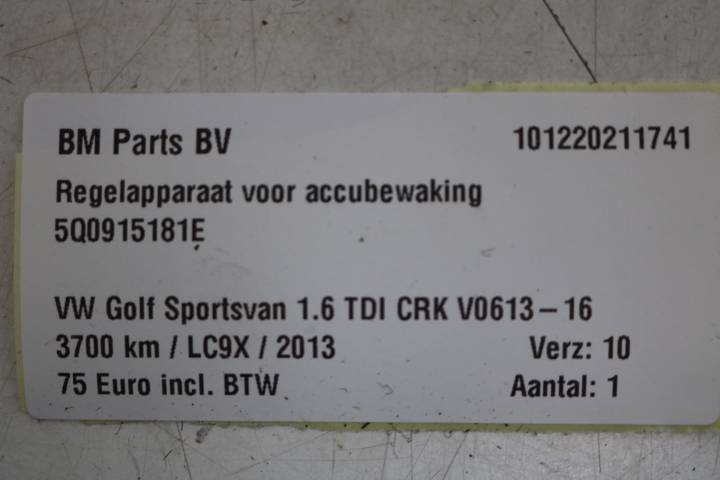 BM Parts BV 101220211741
Regelapparaat voor accubewaking
5Q0915181E
VW Golf Sportsvan 1.6 TDI CRK V0613 – 16
3700 km / LC9X / 2013 Verz: 10
75 Euro incl. BTW Aantal: 1